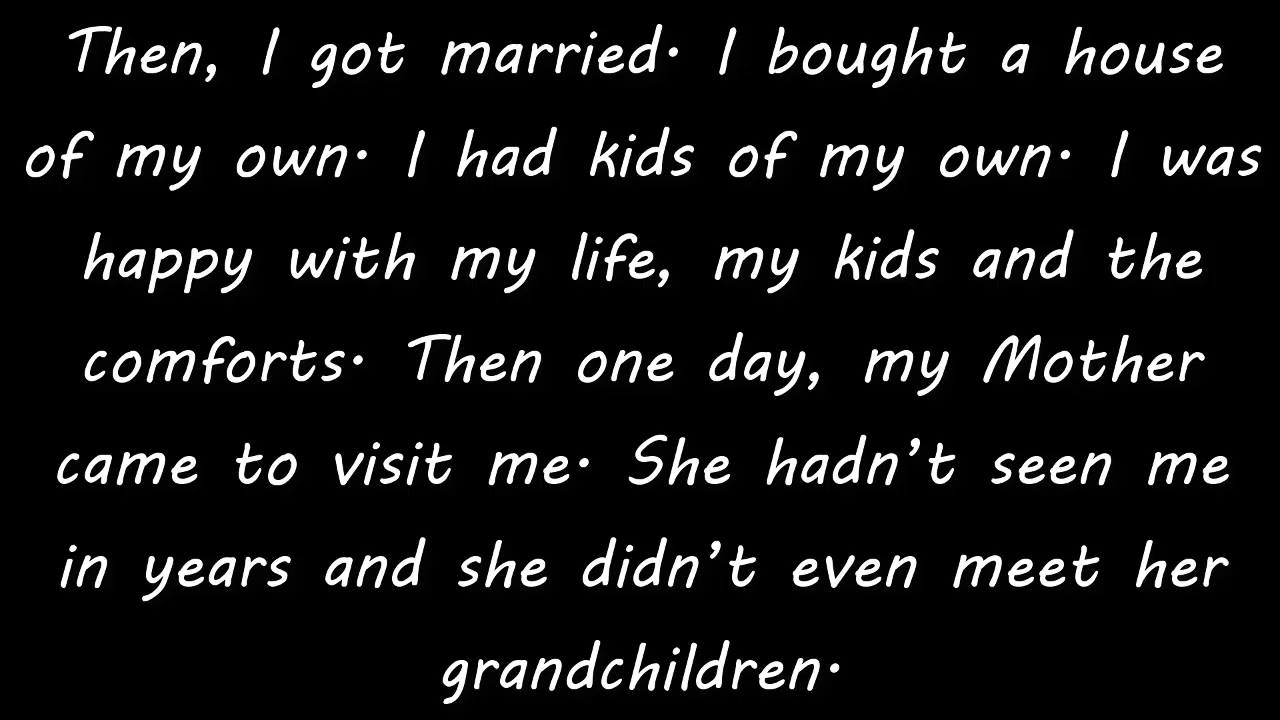 Then, I got married. I bought a house
of my own. I had kids of my own. I was
happy with my life, my kids and the
comforts. Then one day, my Mother
came to visit me. She hadn’t seen me
in years and she didn’t even meet her
grandchildren.